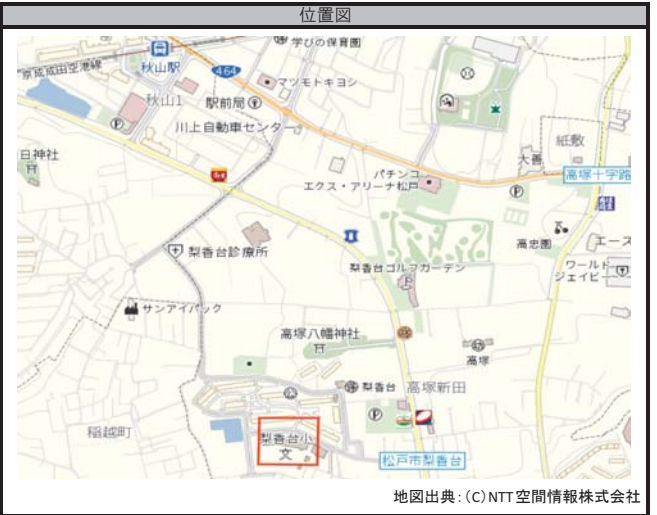 位置図
学びの保育園
京成成田空港線
秋山駅
464
マツモトキヨシ
秋山1
駅前局
川上自動車センター
日神社
紙敷
大善
パチンコ
エクス・アリーナ松戸
高塚十字路
P
P
高忠園
エース
梨香台診療所
梨香台ゴルフガーデン
ワールド
ジェイピー
P
サンアイパック
高塚八幡神社
高塚
梨香台
高塚新田
P
稲越町
梨香台小
文
松戸市梨香台
地図出典:(C)NTT空間情報株式会社